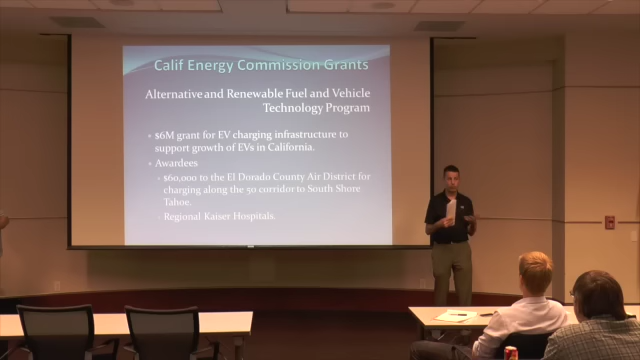 Calif Energy Commission Grants
Alternative and Renewable Fuel and Vehicle
Technology Program
$6M grant for EV charging infrastructure to
support growth of EVs in California.
Awardees
$60,000 to the El Dorado County Air District for
charging along the 50 corridor to South Shore
Tahoe.
Regional Kaiser Hospitals.